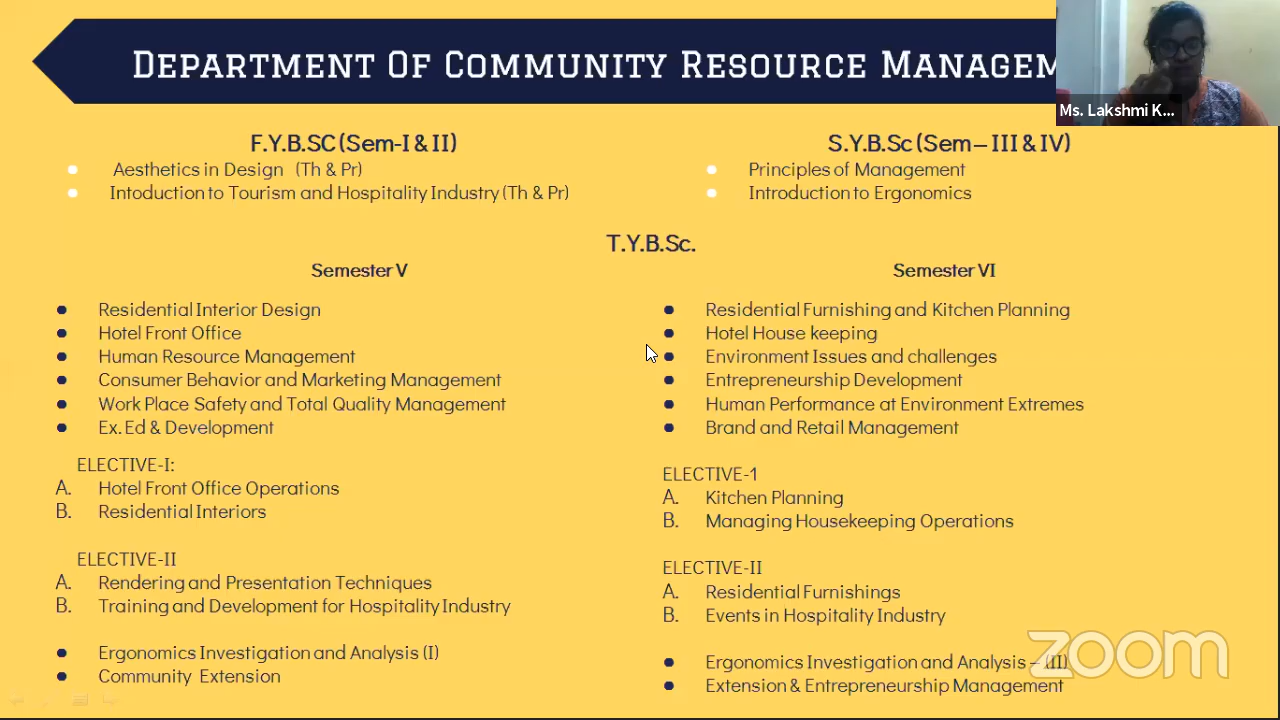 DEPARTMENT OF COMMUNITY RESOURCE MANAGEM
Ms. Lakshmi K...
F.Y.B.SC (Sem-I & II)
Aesthetics in Design (Th & Pr)
Intoduction to Tourism and Hospitality Industry (Th & Pr)
S.Y.B.Sc (Sem – III & IV)
Principles of Management
Introduction to Ergonomics
T.Y.B.Sc.
Semester V
Residential Interior Design
Hotel Front Office
Human Resource Management
Consumer Behavior and Marketing Management
Work Place Safety and Total Quality Management
Ex. Ed & Development
ELECTIVE-I:
A. Hotel Front Office Operations
B. Residential Interiors
ELECTIVE-II
A. Rendering and Presentation Techniques
B. Training and Development for Hospitality Industry
Ergonomics Investigation and Analysis (I)
Community Extension
Semester VI
Residential Furnishing and Kitchen Planning
Hotel House keeping
Environment Issues and challenges
Entrepreneurship Development
Human Performance at Environment Extremes
Brand and Retail Management
ELECTIVE-1
A. Kitchen Planning
B. Managing Housekeeping Operations
ELECTIVE-II
A. Residential Furnishings
B. Events in Hospitality Industry
Ergonomics Investigation and Analysis – (II)
Extension & Entrepreneurship Management
zoom